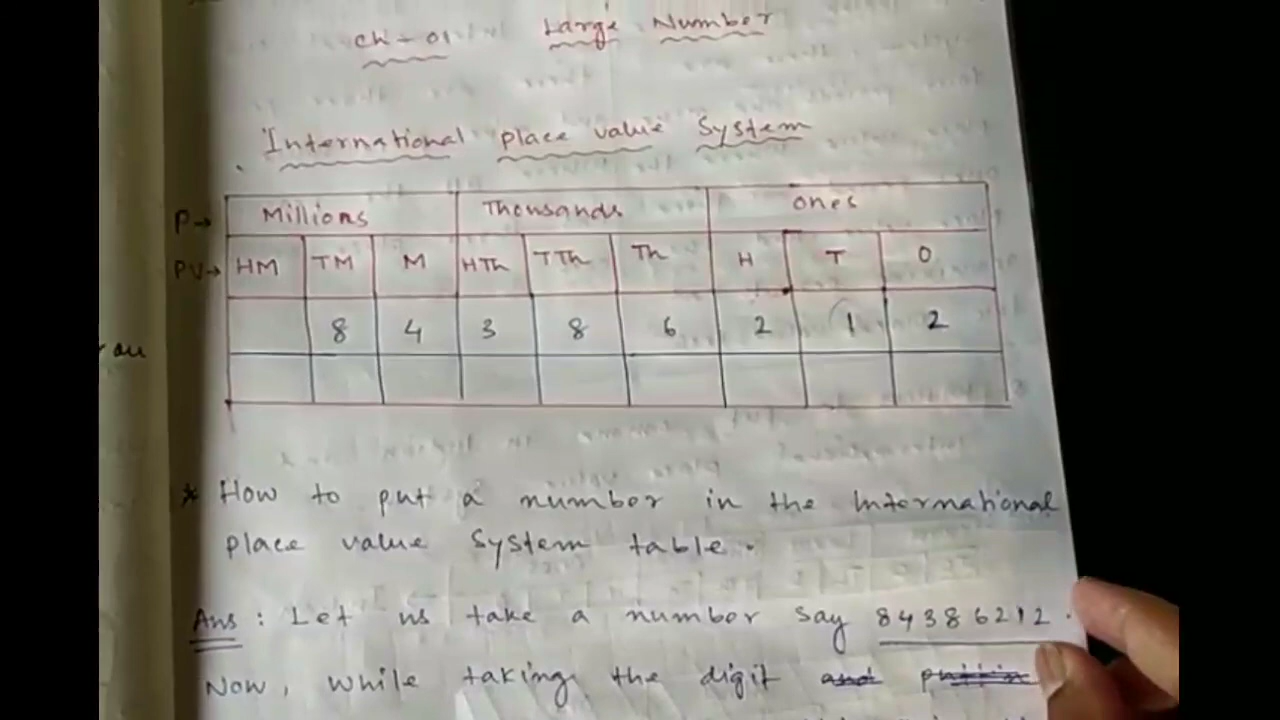 Ch - 01 Large Number
International place value System
P→ Millions Thousands ones
PV→ HM TM M HTh TTh Th H T O
8 4 3 8 6 2 1 2
* How to put a number in the International
place value System table.
Ans : Let us take a number say 84386212.
Now, while taking the digit